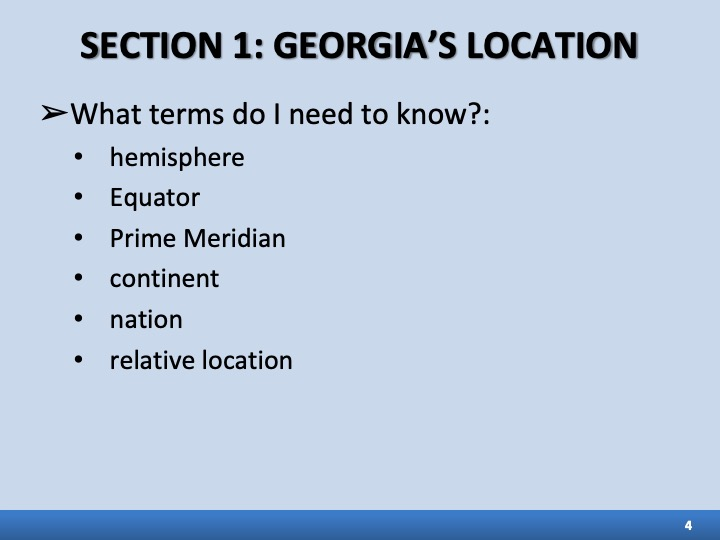 SECTION 1: GEORGIA’S LOCATION
➢What terms do I need to know?:
• hemisphere
• Equator
• Prime Meridian
• continent
• nation
• relative location
4